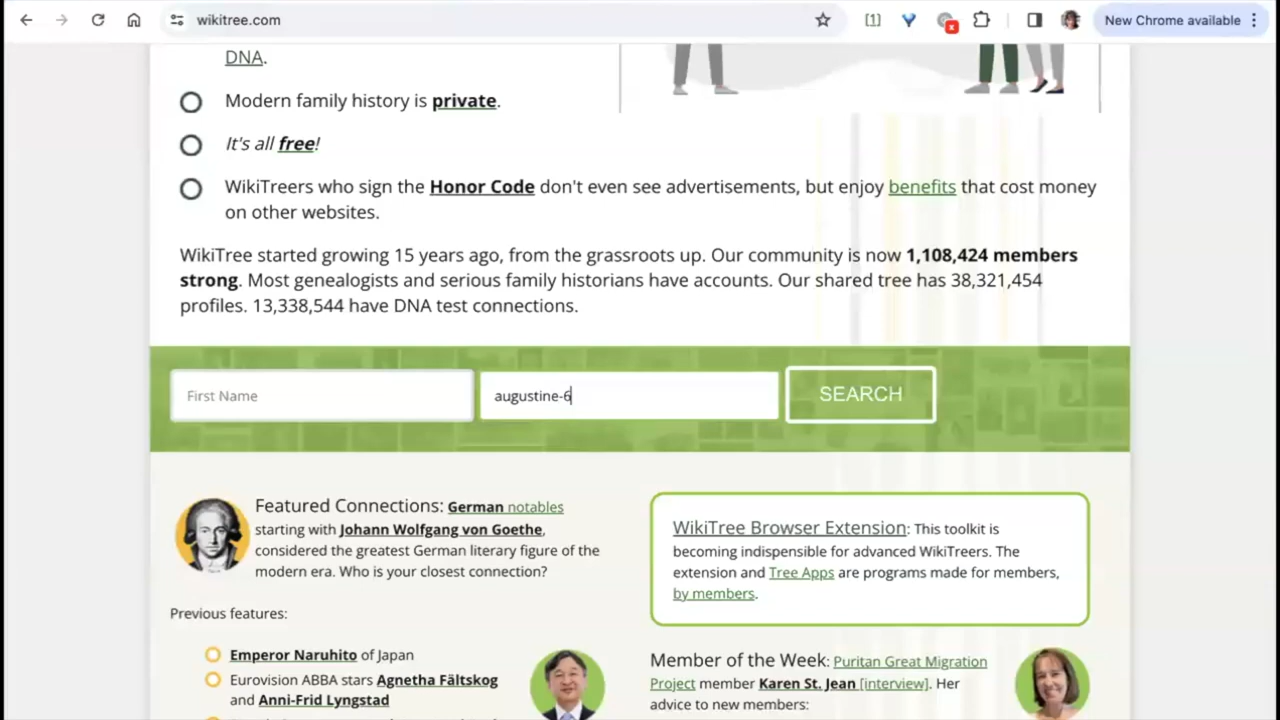 wikitree.com
[1]
New Chrome available
DNA.
Modern family history is private.
It's all free!
WikiTreers who sign the Honor Code don't even see advertisements, but enjoy benefits that cost money
on other websites.
WikiTree started growing 15 years ago, from the grassroots up. Our community is now 1,108,424 members
strong. Most genealogists and serious family historians have accounts. Our shared tree has 38,321,454
profiles. 13,338,544 have DNA test connections.
First Name
augustine-6
SEARCH
Featured Connections: German notables
starting with Johann Wolfgang von Goethe,
considered the greatest German literary figure of the
modern era. Who is your closest connection?
Previous features:
Emperor Naruhito of Japan
Eurovision ABBA stars Agnetha Fältskog
and Anni-Frid Lyngstad
WikiTree Browser Extension: This toolkit is
becoming indispensible for advanced WikiTreers. The
extension and Tree Apps are programs made for members,
by members.
Member of the Week: Puritan Great Migration
Project member Karen St. Jean [interview]. Her
advice to new members: